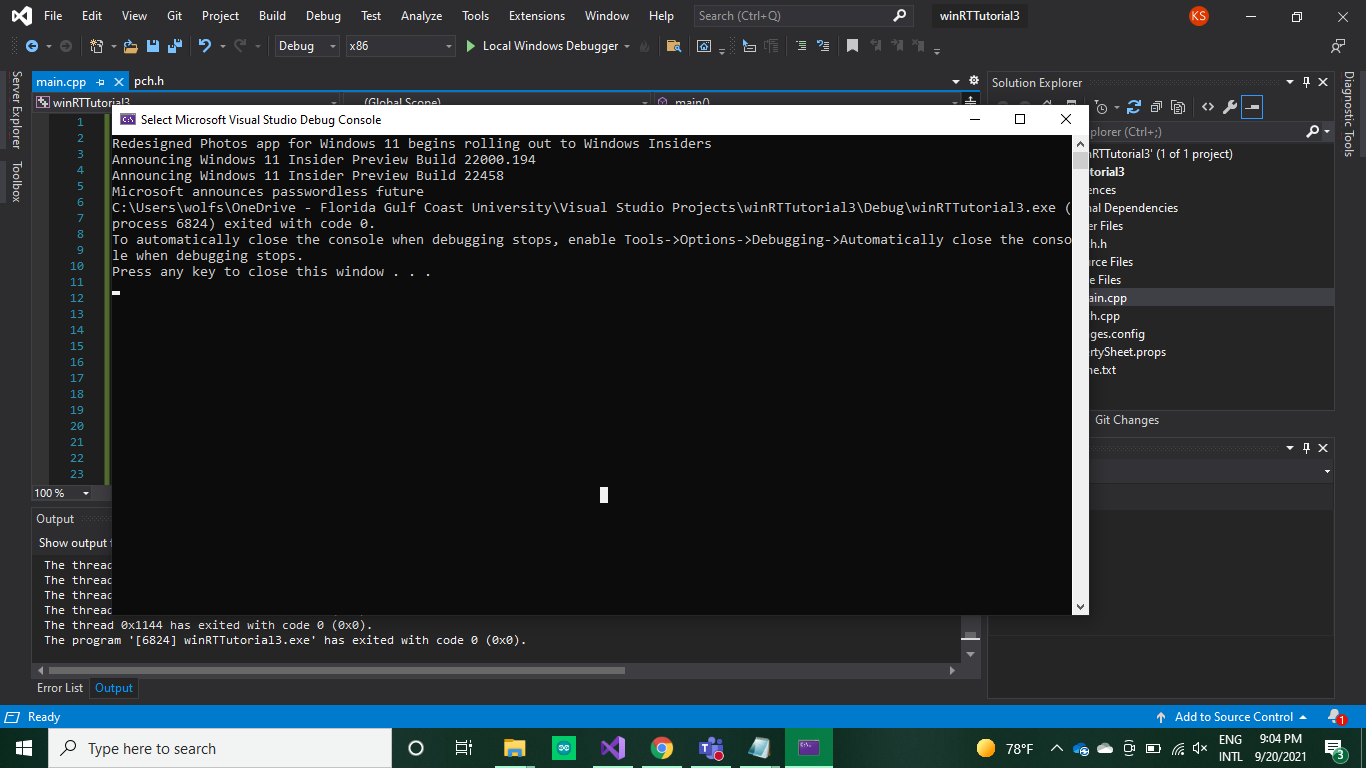 File Edit View Git Project Build Debug Test Analyze Tools Extensions Window Help Search (Ctrl+Q) winRTTutorial3 KS
Debug x86 Local Windows Debugger
Server Explorer
Toolbox
main.cpp pch.h
winRTTutorial3 (Global Scope) main()
1
2
3
4
5
6
7
8
9
10
11
12
13
14
15
16
17
18
19
20
21
22
23
100 %
Select Microsoft Visual Studio Debug Console
Redesigned Photos app for Windows 11 begins rolling out to Windows Insiders
Announcing Windows 11 Insider Preview Build 22000.194
Announcing Windows 11 Insider Preview Build 22458
Microsoft announces passwordless future
C:\Users\wolfs\OneDrive - Florida Gulf Coast University\Visual Studio Projects\winRTTutorial3\Debug\winRTTutorial3.exe (
process 6824) exited with code 0.
To automatically close the console when debugging stops, enable Tools->Options->Debugging->Automatically close the conso
le when debugging stops.
Press any key to close this window . . .
Solution Explorer
plorer (Ctrl+;)
RTTutorial3' (1 of 1 project)
torial3
ences
nal Dependencies
er Files
h.h
rce Files
e Files
ain.cpp
h.cpp
ges.config
ertySheet.props
me.txt
Git Changes
Diagnostic Tools
Output
Show output
The thread
The thread
The thread
The thread
The thread 0x1144 has exited with code 0 (0x0).
The program '[6824] winRTTutorial3.exe' has exited with code 0 (0x0).
Error List Output
Ready Add to Source Control 1
Type here to search 78°F ENG INTL 9:04 PM 9/20/2021 3